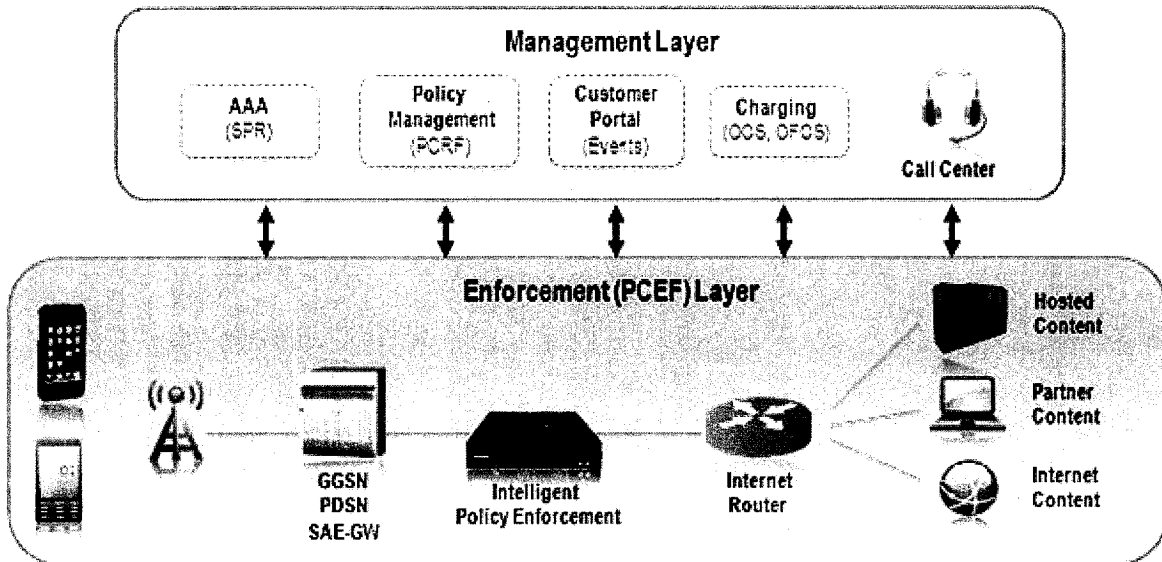 Management Layer
AAA
(SPR)
Policy
Management
(PCRF)
Customer
Portal
(Events)
Charging
(OCS, OFCS)
Call Center
Enforcement (PCEF) Layer
GGSN
PDSN
SAE-GW
Intelligent
Policy Enforcement
Internet
Router
Hosted
Content
Partner
Content
Internet
Content